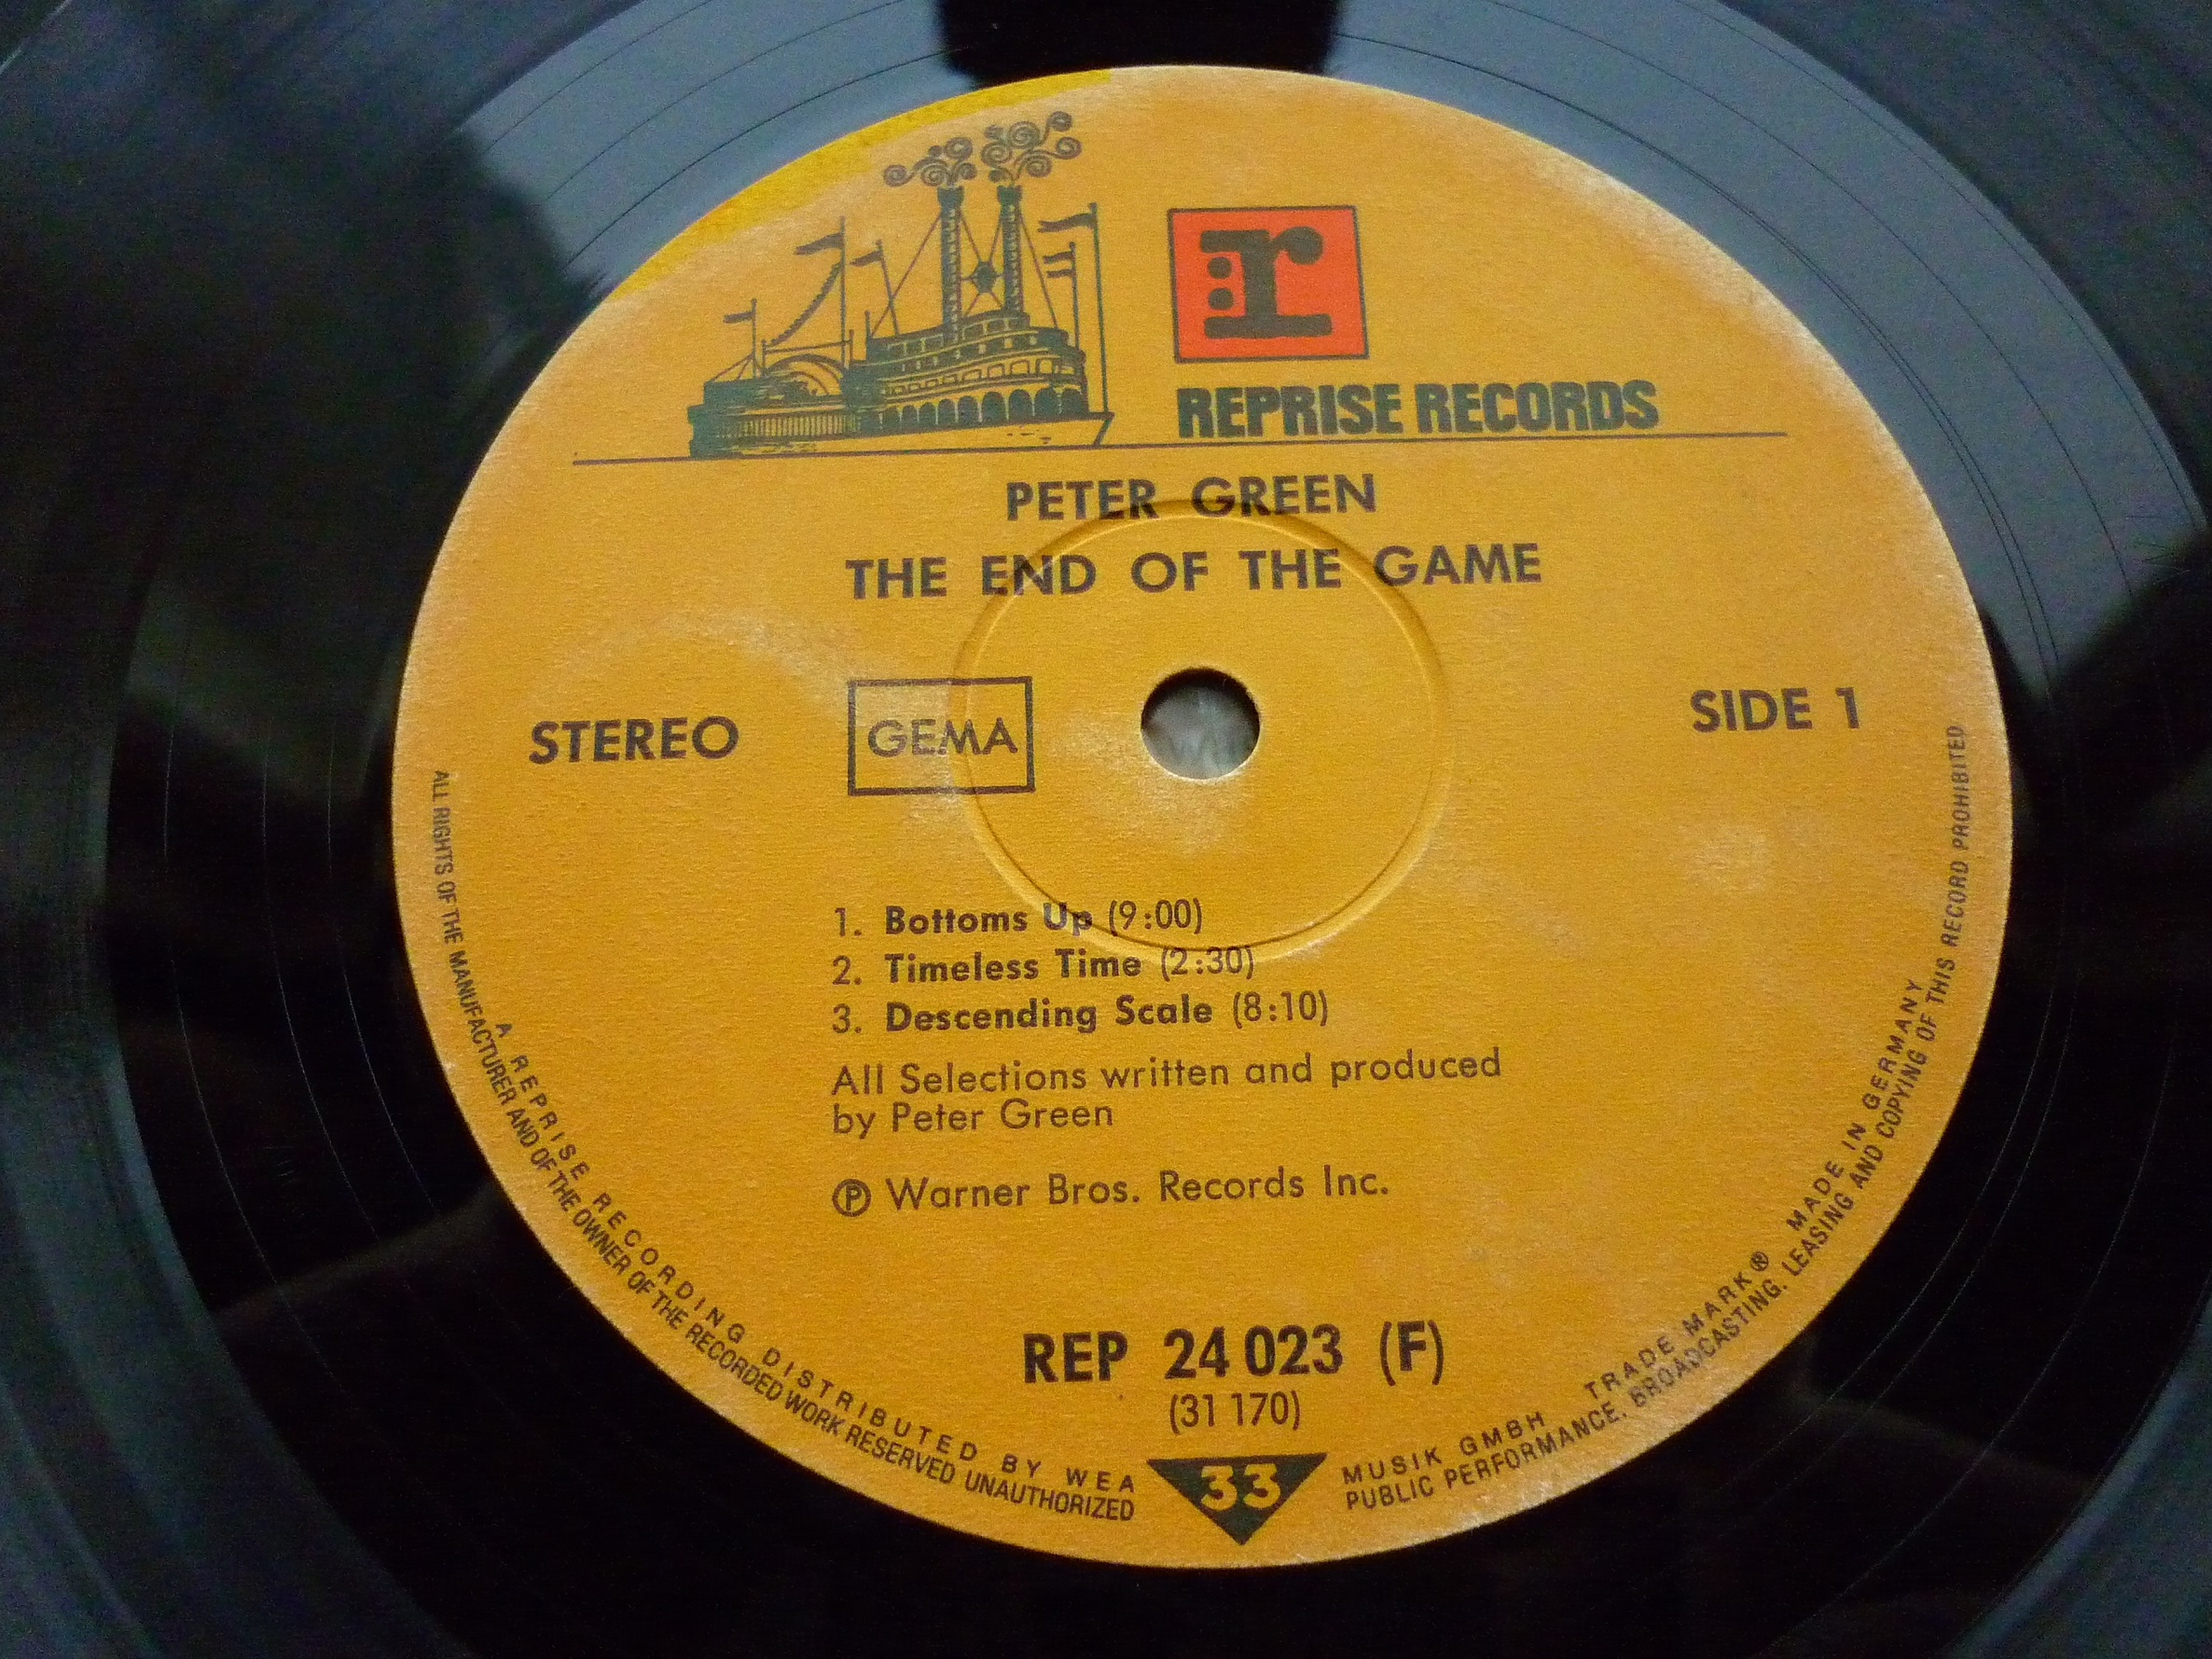 r
REPRISE RECORDS
PETER GREEN
THE END OF THE GAME
STEREO
GEMA
SIDE 1
1. Bottoms Up (9:00)
2. Timeless Time (2:30)
3. Descending Scale (8:10)
All Selections written and produced
by Peter Green
℗ Warner Bros. Records Inc.
REP 24 023 (F)
(31 170)
33
A REPRISE RECORDING DISTRIBUTED BY WEA MUSIK GMBH TRADE MARK® MADE IN GERMANY
ALL RIGHTS OF THE MANUFACTURER AND OF THE OWNER OF THE RECORDED WORK RESERVED UNAUTHORIZED PUBLIC PERFORMANCE. BROADCASTING. LEASING AND COPYING OF THIS RECORD PROHIBITED